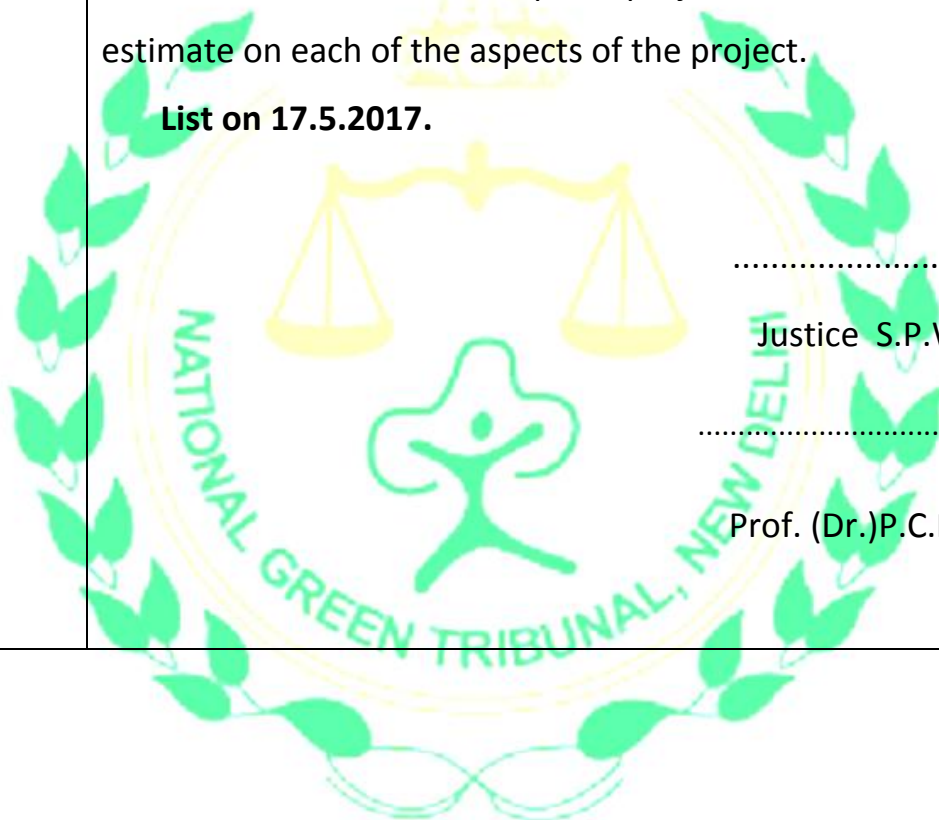 estimate on each of the aspects of the project.
List on 17.5.2017.
..........................
Justice S.P.
..........................
Prof. (Dr.)P.C.
NATIONAL GREEN TRIBUNAL, NEW DELHI